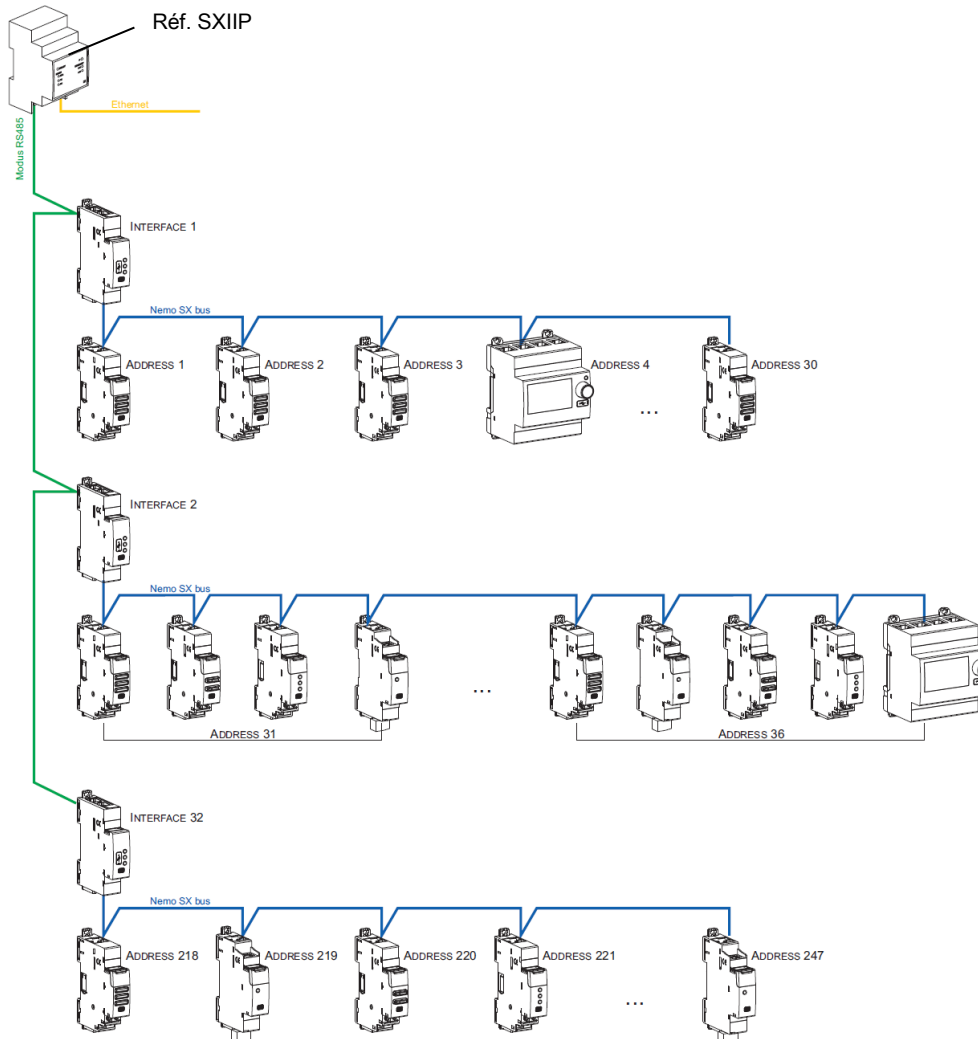 Réf. SXIIP
Ethernet
Modus RS485
INTERFACE 1
Nemo SX bus
ADDRESS 1
ADDRESS 2
ADDRESS 3
ADDRESS 4
ADDRESS 30
...
INTERFACE 2
Nemo SX bus
...
ADDRESS 31
ADDRESS 36
INTERFACE 32
Nemo SX bus
ADDRESS 218
ADDRESS 219
ADDRESS 220
ADDRESS 221
ADDRESS 247
...